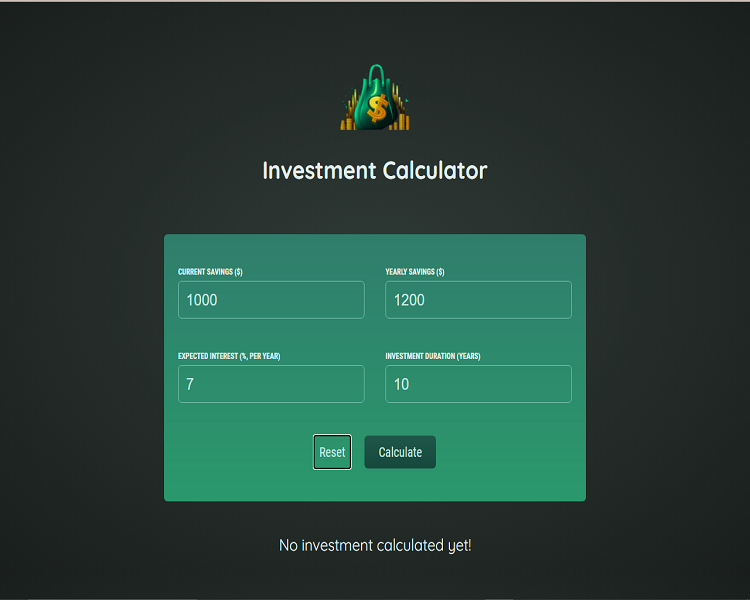 $
Investment Calculator
CURRENT SAVINGS ($) YEARLY SAVINGS ($)
1000 1200
EXPECTED INTEREST (%, PER YEAR) INVESTMENT DURATION (YEARS)
7 10
Reset Calculate
No investment calculated yet!